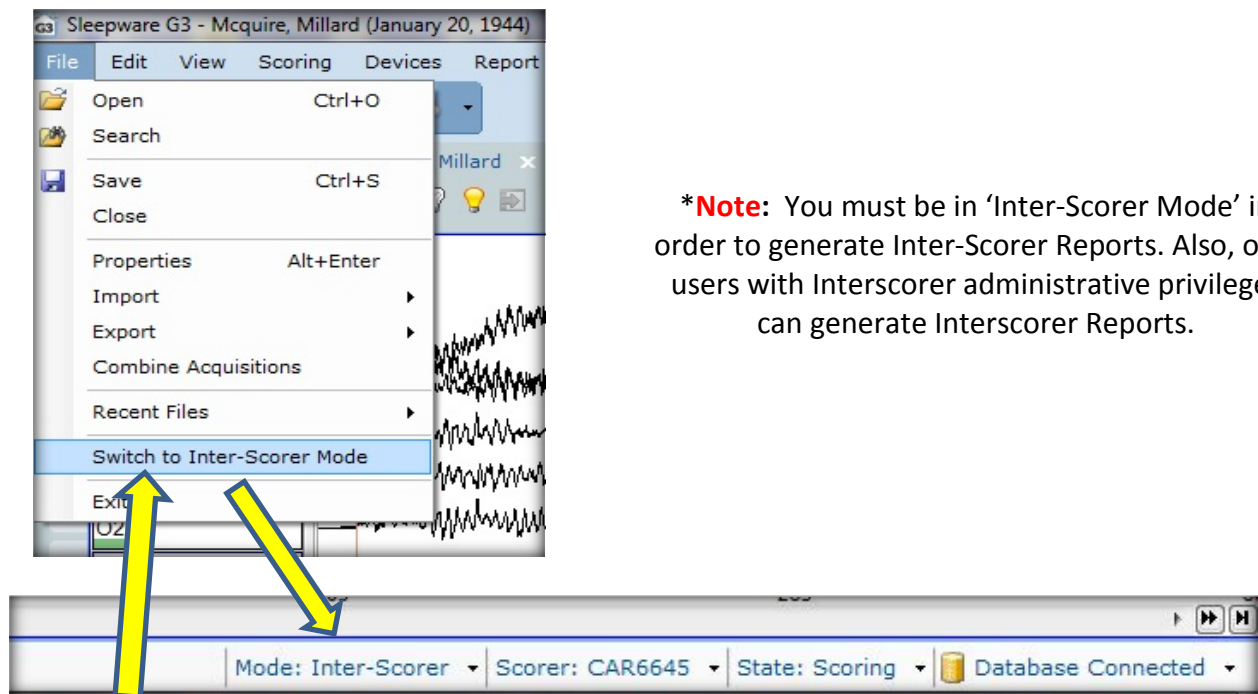 G3 Sleepware G3 - Mcquire, Millard (January 20, 1944)
File Edit View Scoring Devices Report
Open Ctrl+O
Search
Millard
Save Ctrl+S
Close
Properties Alt+Enter
Import
Export
Combine Acquisitions
Recent Files
Switch to Inter-Scorer Mode
Exit
O2
*Note: You must be in ‘Inter-Scorer Mode’ i
order to generate Inter-Scorer Reports. Also, o
users with Interscorer administrative privilege
can generate Interscorer Reports.
Mode: Inter-Scorer Scorer: CAR6645 State: Scoring Database Connected